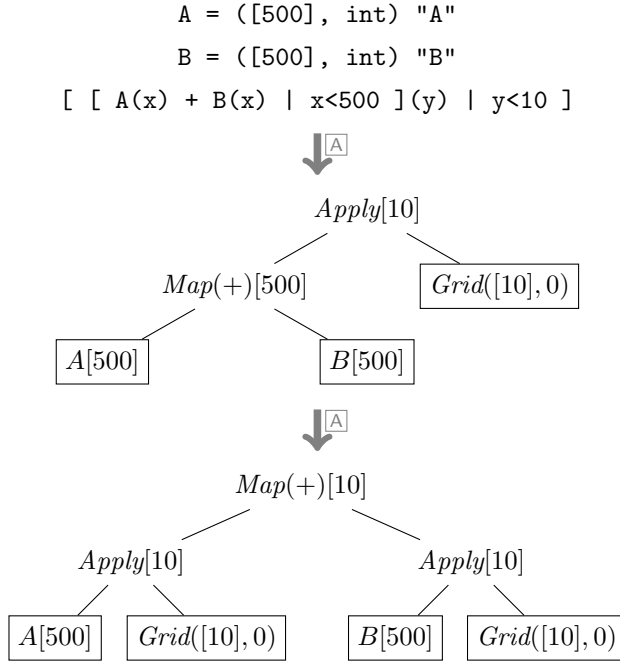 A = ([500], int) "A"
B = ([500], int) "B"
[ [ A(x) + B(x) | x<500 ](y) | y<10 ]
A
Apply[10]
Map(+)[500]
Grid([10], 0)
A[500]
B[500]
A
Map(+)[10]
Apply[10]
Apply[10]
A[500]
Grid([10], 0)
B[500]
Grid([10], 0)